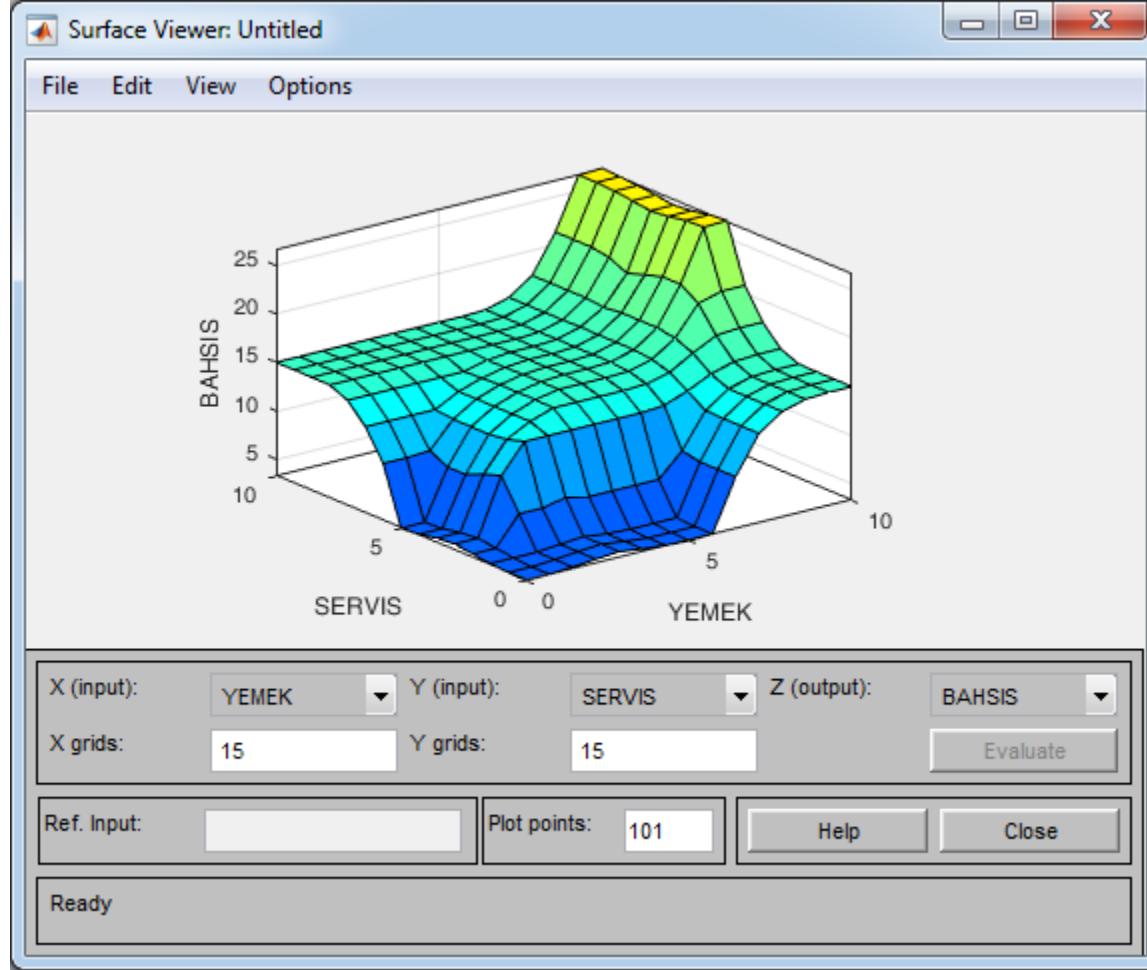 Surface Viewer: Untitled
File Edit View Options
25
20
15
10
5
BAHSIS
10
5
0
SERVIS
0
5
10
YEMEK
X (input): YEMEK Y (input): SERVIS Z (output): BAHSIS
X grids: 15 Y grids: 15 Evaluate
Ref. Input: Plot points: 101 Help Close
Ready